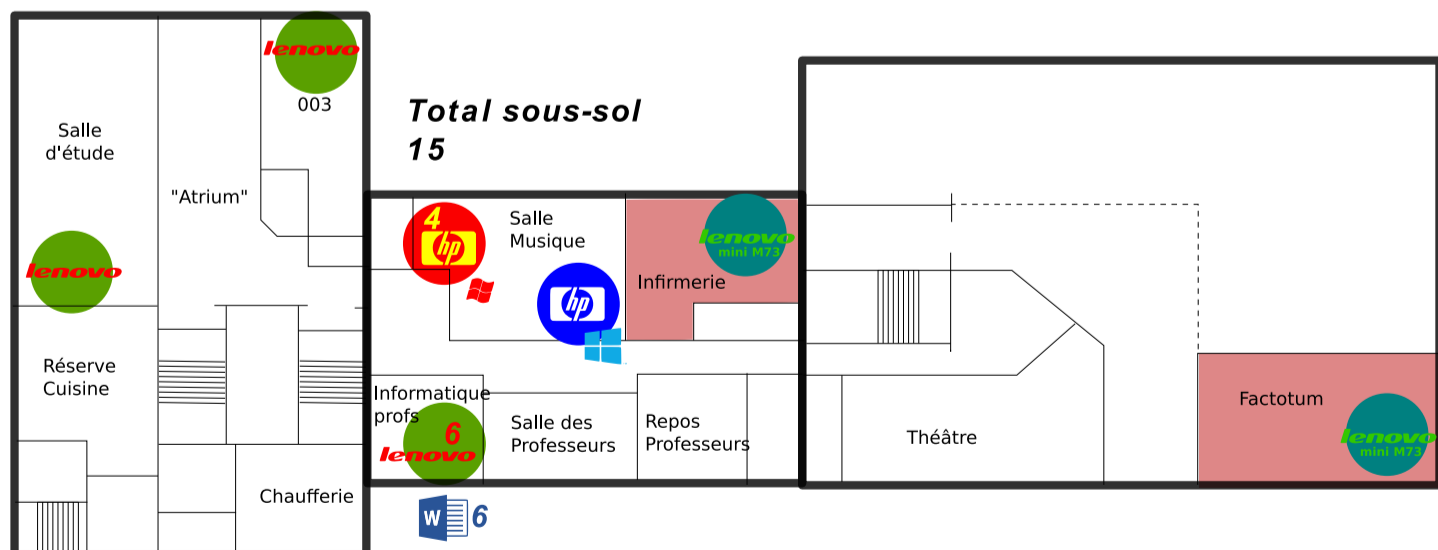 lenovo
003
Total sous-sol
15
Salle
d'étude
"Atrium"
lenovo
4
hp
Salle
Musique
hp
lenovo
mini M73
Infirmerie
Réserve
Cuisine
Informatique
profs
6
lenovo
Salle des
Professeurs
Repos
Professeurs
Théâtre
Factotum
lenovo
mini M73
Chaufferie
W
6